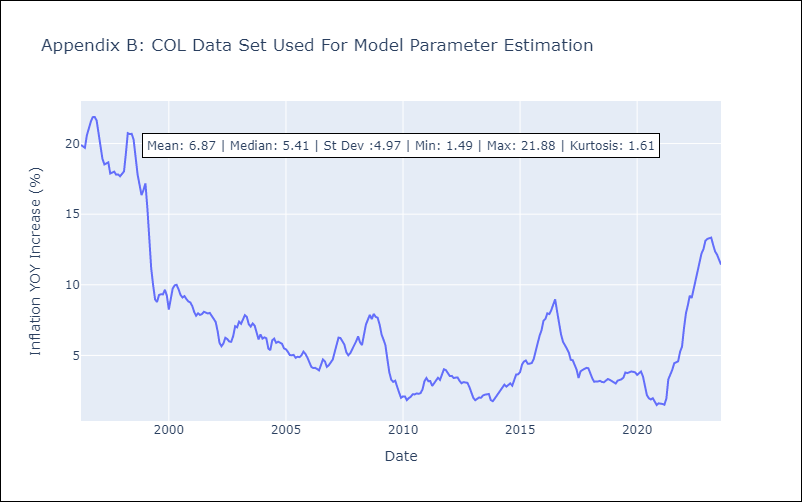 Appendix B: COL Data Set Used For Model Parameter Estimation
Mean: 6.87 | Median: 5.41 | St Dev :4.97 | Min: 1.49 | Max: 21.88 | Kurtosis: 1.61
Inflation YOY Increase (%)
20
15
10
5
2000
2005
2010
2015
2020
Date